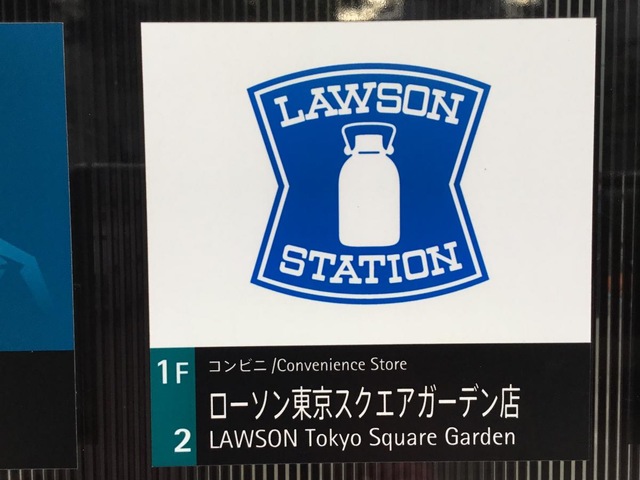 LAWSON
STATION
1F コンビニ/Convenience Store
ローソン東京スクエアガーデン店
2 LAWSON Tokyo Square Garden